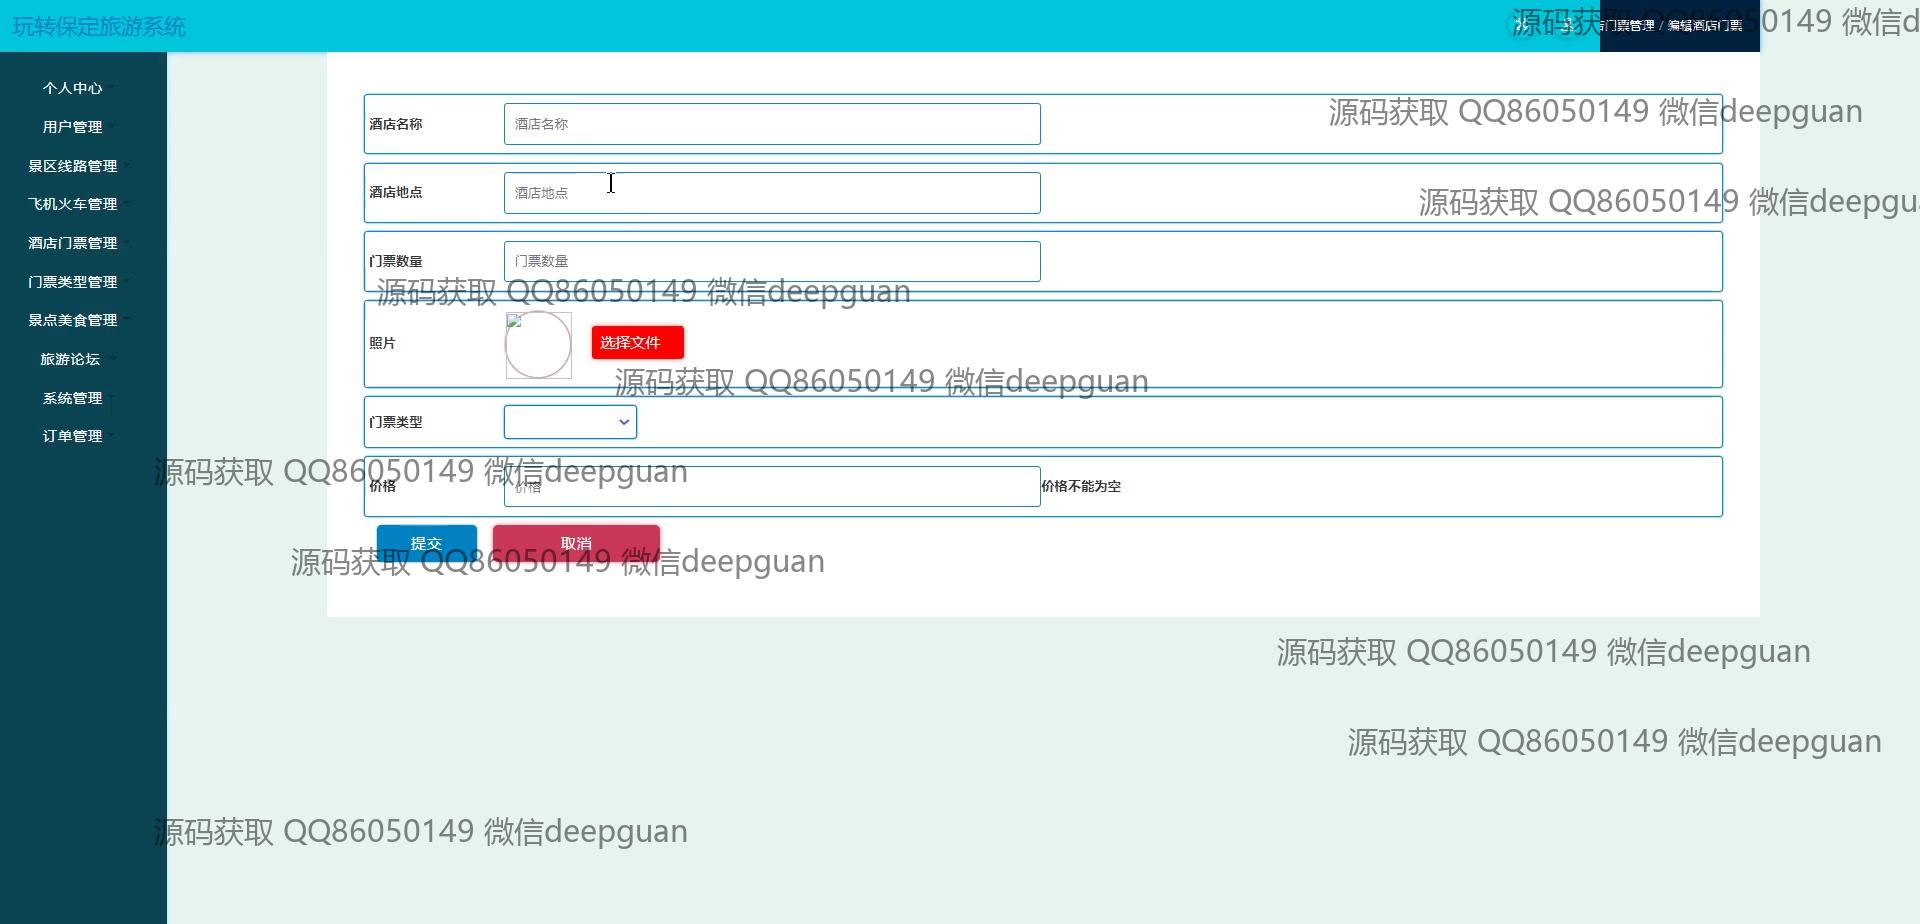 玩转保定旅游系统
门票管理 / 编辑酒店门票
源码获取 QQ86050149 微信d
个人中心
用户管理
景区线路管理
飞机火车管理
酒店门票管理
门票类型管理
景点美食管理
旅游论坛
系统管理
订单管理
酒店名称
酒店名称
源码获取 QQ86050149 微信deepguan
酒店地点
酒店地点
源码获取 QQ86050149 微信deepgu
门票数量
门票数量
源码获取 QQ86050149 微信deepguan
照片
选择文件
源码获取 QQ86050149 微信deepguan
门票类型
源码获取 QQ86050149 微信deepguan
价格
价格
价格不能为空
提交
取消
源码获取 QQ86050149 微信deepguan
源码获取 QQ86050149 微信deepguan
源码获取 QQ86050149 微信deepguan
源码获取 QQ86050149 微信deepguan